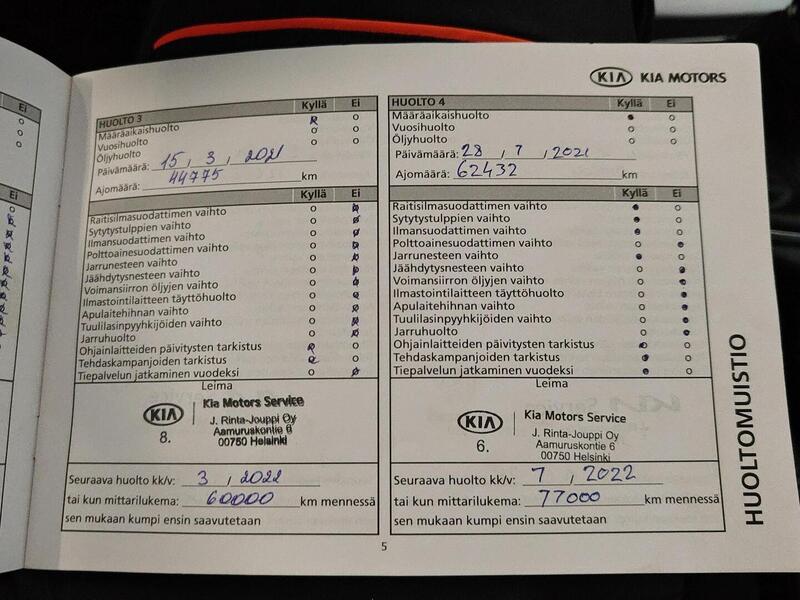 KIA KIA MOTORS
Ei
Ei
HUOLTO 3 Kyllä Ei
Määräaikaishuolto
Vuosihuolto
Öljyhuolto
Päivämäärä: 15, 3, 2021
Ajomäärä: 44775 km
Kyllä Ei
Raitisilmasuodattimen vaihto
Sytytystulppien vaihto
Ilmansuodattimen vaihto
Polttoainesuodattimen vaihto
Jarrunesteen vaihto
Jäähdytysnesteen vaihto
Voimansiirron öljyjen vaihto
Ilmastointilaitteen täyttöhuolto
Apulaitehihnan vaihto
Tuulilasinpyyhkijöiden vaihto
Jarruhuolto
Ohjainlaitteiden päivitysten tarkistus
Tehdaskampanjoiden tarkistus
Tiepalvelun jatkaminen vuodeksi
Leima
KIA Kia Motors Service
J. Rinta-Jouppi Oy
Aamuruskontie 6
8. 00750 Helsinki
Seuraava huolto kk/v: 3, 2022
tai kun mittarilukema: 60000 km mennessä
sen mukaan kumpi ensin saavutetaan
HUOLTO 4 Kyllä Ei
Määräaikaishuolto
Vuosihuolto
Öljyhuolto
Päivämäärä: 28, 7, 2021
Ajomäärä: 62432 km
Kyllä Ei
Raitisilmasuodattimen vaihto
Sytytystulppien vaihto
Ilmansuodattimen vaihto
Polttoainesuodattimen vaihto
Jarrunesteen vaihto
Jäähdytysnesteen vaihto
Voimansiirron öljyjen vaihto
Ilmastointilaitteen täyttöhuolto
Apulaitehihnan vaihto
Tuulilasinpyyhkijöiden vaihto
Jarruhuolto
Ohjainlaitteiden päivitysten tarkistus
Tehdaskampanjoiden tarkistus
Tiepalvelun jatkaminen vuodeksi
Leima
KIA Kia Motors Service
J. Rinta-Jouppi Oy
Aamuruskontie 6
6. 00750 Helsinki
Seuraava huolto kk/v: 7, 2022
tai kun mittarilukema: 77000 km mennessä
sen mukaan kumpi ensin saavutetaan
HUOLTOMUISTIO
5